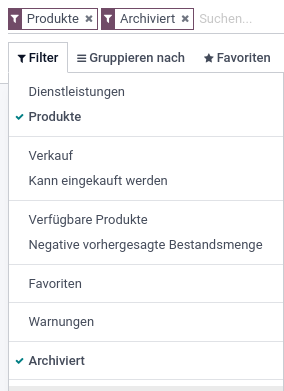 Produkte ✖ Archiviert ✖ Suchen...
Filter Gruppieren nach Favoriten
Dienstleistungen
✓ Produkte
Verkauf
Kann eingekauft werden
Verfügbare Produkte
Negative vorhergesagte Bestandsmenge
Favoriten
Warnungen
✓ Archiviert